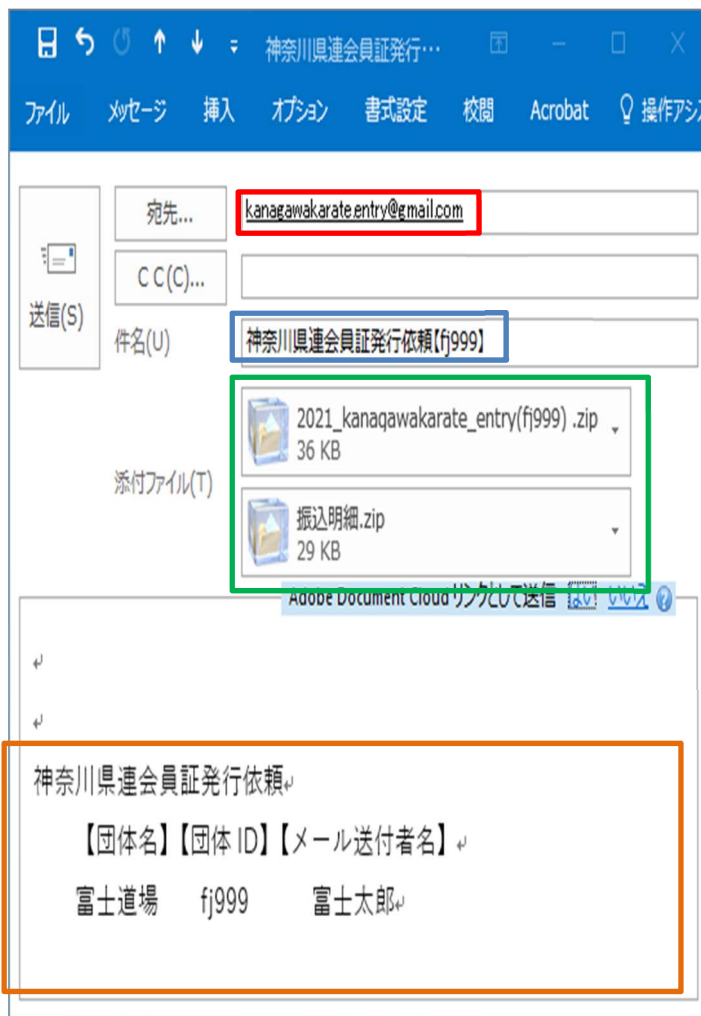 神奈川県連会員証発行…
ファイル メッセージ 挿入 オプション 書式設定 校閲 Acrobat 操作アシ
宛先...
kanagawakarate.entry@gmail.com
CC(C)...
送信(S)
件名(U)
神奈川県連会員証発行依頼【fj999】
添付ファイル(T)
2021_kanagawakarate_entry(fj999) .zip
36 KB
振込明細.zip
29 KB
Adobe Document Cloud リンクとして送信 はい いいえ
神奈川県連会員証発行依頼
【団体名】【団体 ID】【メール送付者名】
富士道場 fj999 富士太郎